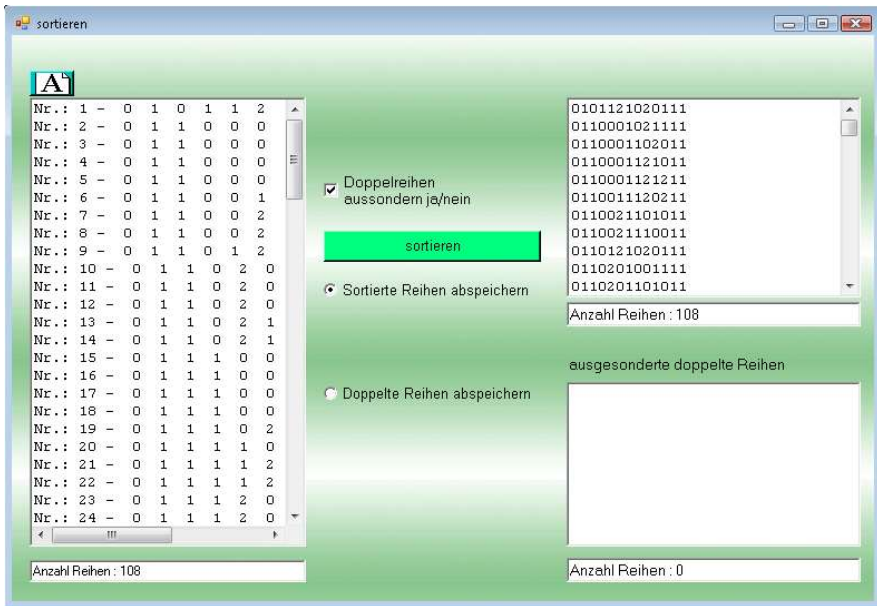 sortieren
A
Nr.: 1 - 0 1 0 1 1 2
Nr.: 2 - 0 1 1 0 0 0
Nr.: 3 - 0 1 1 0 0 0
Nr.: 4 - 0 1 1 0 0 0
Nr.: 5 - 0 1 1 0 0 0
Nr.: 6 - 0 1 1 0 0 1
Nr.: 7 - 0 1 1 0 0 2
Nr.: 8 - 0 1 1 0 0 2
Nr.: 9 - 0 1 1 0 1 2
Nr.: 10 - 0 1 1 0 2 0
Nr.: 11 - 0 1 1 0 2 0
Nr.: 12 - 0 1 1 0 2 0
Nr.: 13 - 0 1 1 0 2 1
Nr.: 14 - 0 1 1 0 2 1
Nr.: 15 - 0 1 1 1 0 0
Nr.: 16 - 0 1 1 1 0 0
Nr.: 17 - 0 1 1 1 0 0
Nr.: 18 - 0 1 1 1 0 0
Nr.: 19 - 0 1 1 1 0 2
Nr.: 20 - 0 1 1 1 1 0
Nr.: 21 - 0 1 1 1 1 2
Nr.: 22 - 0 1 1 1 1 2
Nr.: 23 - 0 1 1 1 2 0
Nr.: 24 - 0 1 1 1 2 0
Anzahl Reihen : 108
Doppelreihen
aussondern ja/nein
sortieren
Sortierte Reihen abspeichern
Doppelte Reihen abspeichern
0101121020111
0110001021111
0110001102011
0110001121011
0110001121211
0110011120211
0110021101011
0110021110011
0110121020111
0110201001111
0110201101011
Anzahl Reihen : 108
ausgesonderte doppelte Reihen
Anzahl Reihen : 0